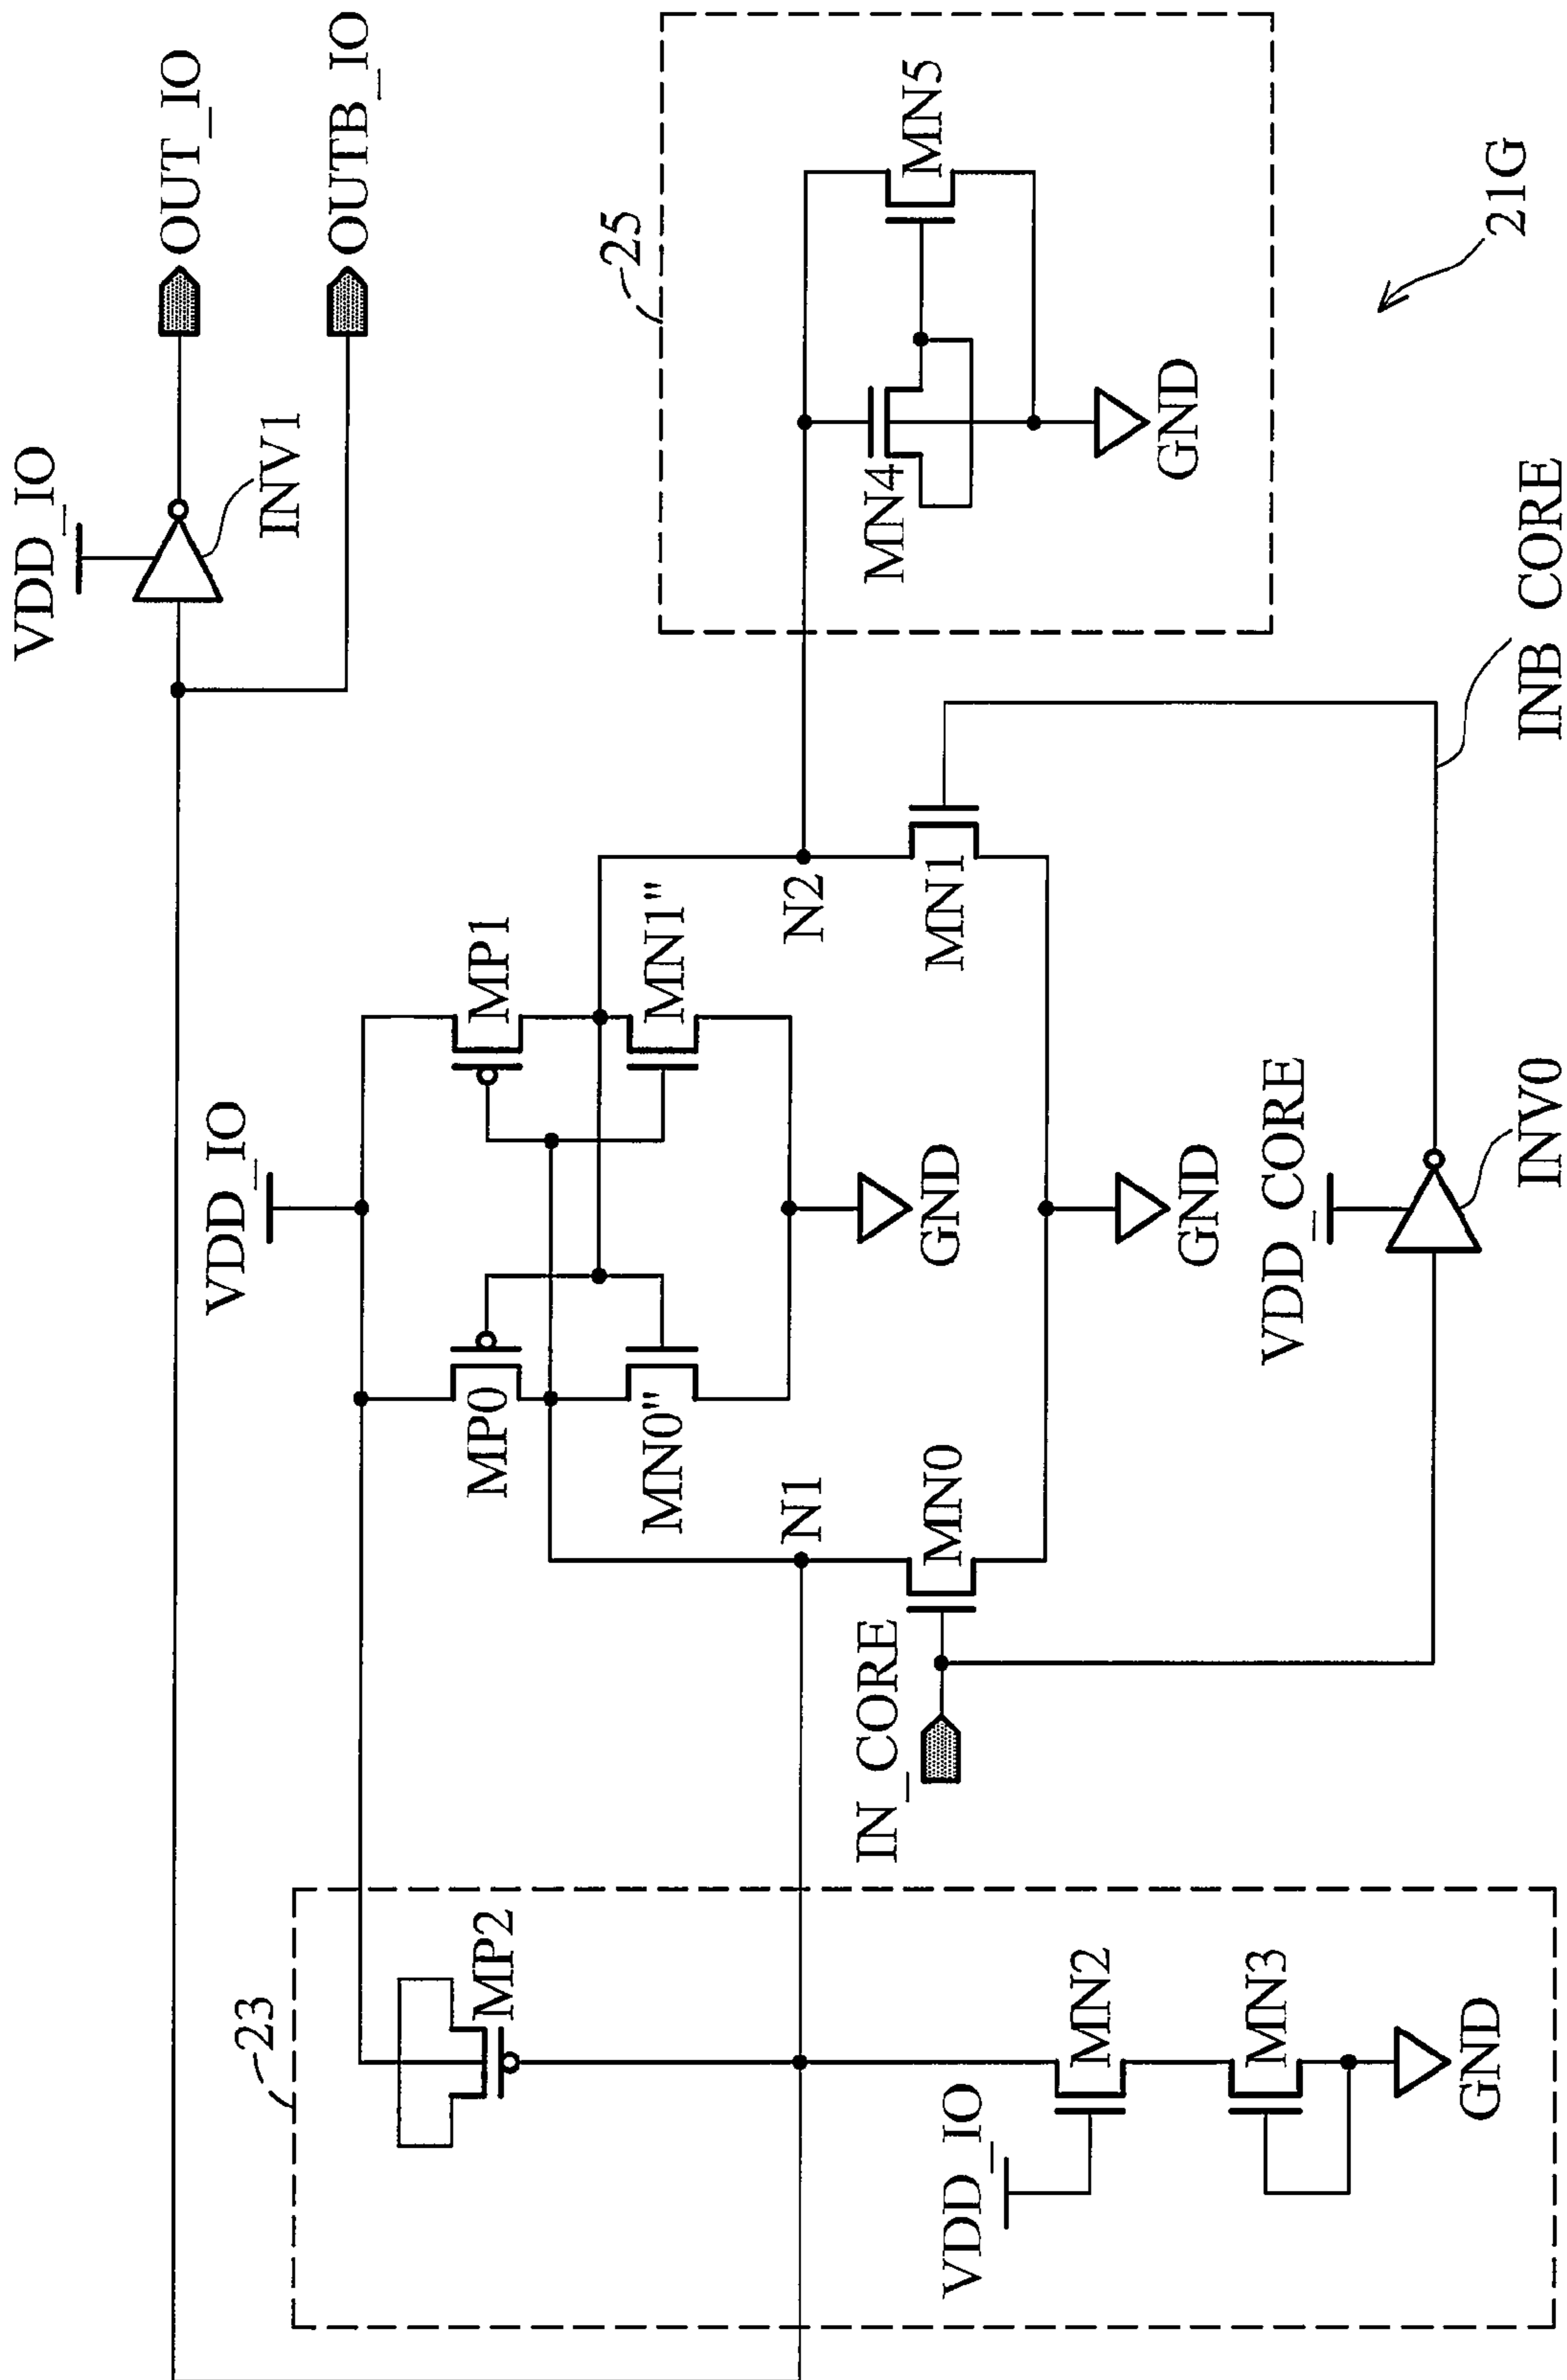 VDD_IO
OUT_IO
INV1
OUTB_IO
VDD_IO
23
MP2
MP0
MP1
MN0"
MN1"
25
MN4
MN5
GND
N1
N2
GND
IN_CORE
MN0
MN1
VDD_IO
MN2
MN3
GND
GND
VDD_CORE
INV0
INB_CORE
21G